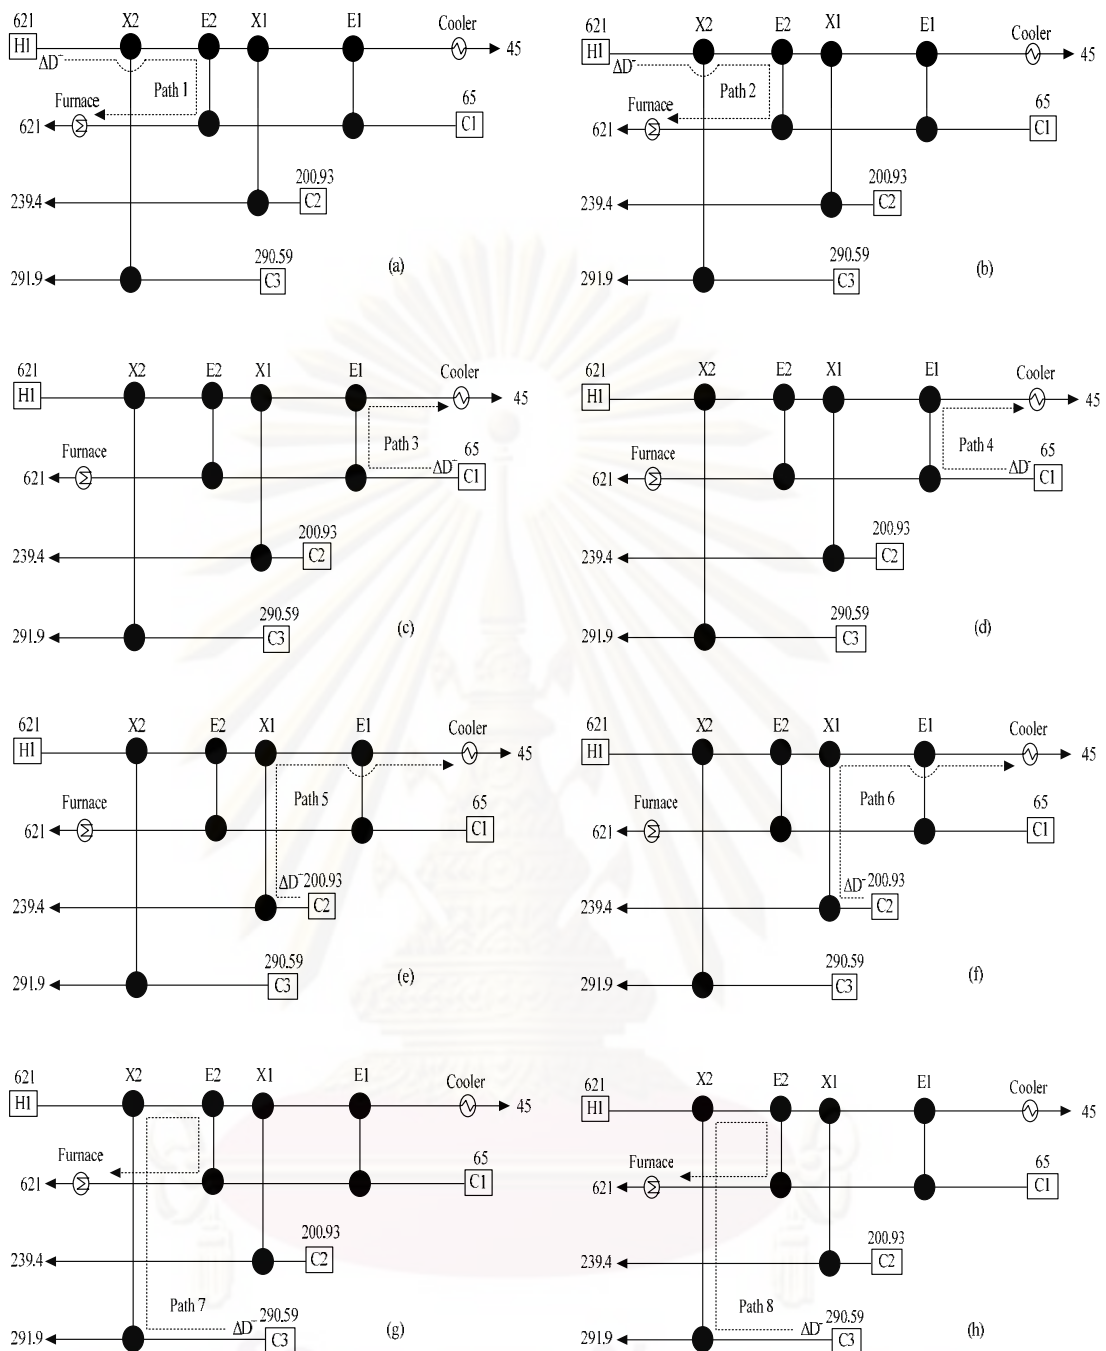 621 X2 E2 X1 E1 Cooler
H1 45
ΔD
Path 1
Furnace
621
65
C1
200.93
239.4 C2
290.59
291.9 C3
(a)
621 X2 E2 X1 E1 Cooler
H1 45
ΔD⁻
Path 2
Furnace
621
65
C1
200.93
239.4 C2
290.59
291.9 C3
(b)
621 X2 E2 X1 E1 Cooler
H1 45
Path 3
Furnace
65
621 ΔD C1
200.93
239.4 C2
290.59
291.9 C3
(c)
621 X2 E2 X1 E1 Cooler
H1 45
Path 4
Furnace
65
621 ΔD⁻ C1
200.93
239.4 C2
290.59
291.9 C3
(d)
621 X2 E2 X1 E1 Cooler
H1 45
Path 5
Furnace
65
621 C1
ΔD 200.93
239.4 C2
290.59
291.9 C3
(e)
621 X2 E2 X1 E1 Cooler
H1 45
Path 6
Furnace
65
621 C1
ΔD⁻ 200.93
239.4 C2
290.59
291.9 C3
(f)
621 X2 E2 X1 E1 Cooler
H1 45
Furnace
65
621 C1
200.93
239.4 C2
Path 7
ΔD 290.59
291.9 C3
(g)
621 X2 E2 X1 E1 Cooler
H1 45
Furnace
65
621 C1
200.93
239.4 C2
Path 8
ΔD⁻ 290.59
291.9 C3
(h)